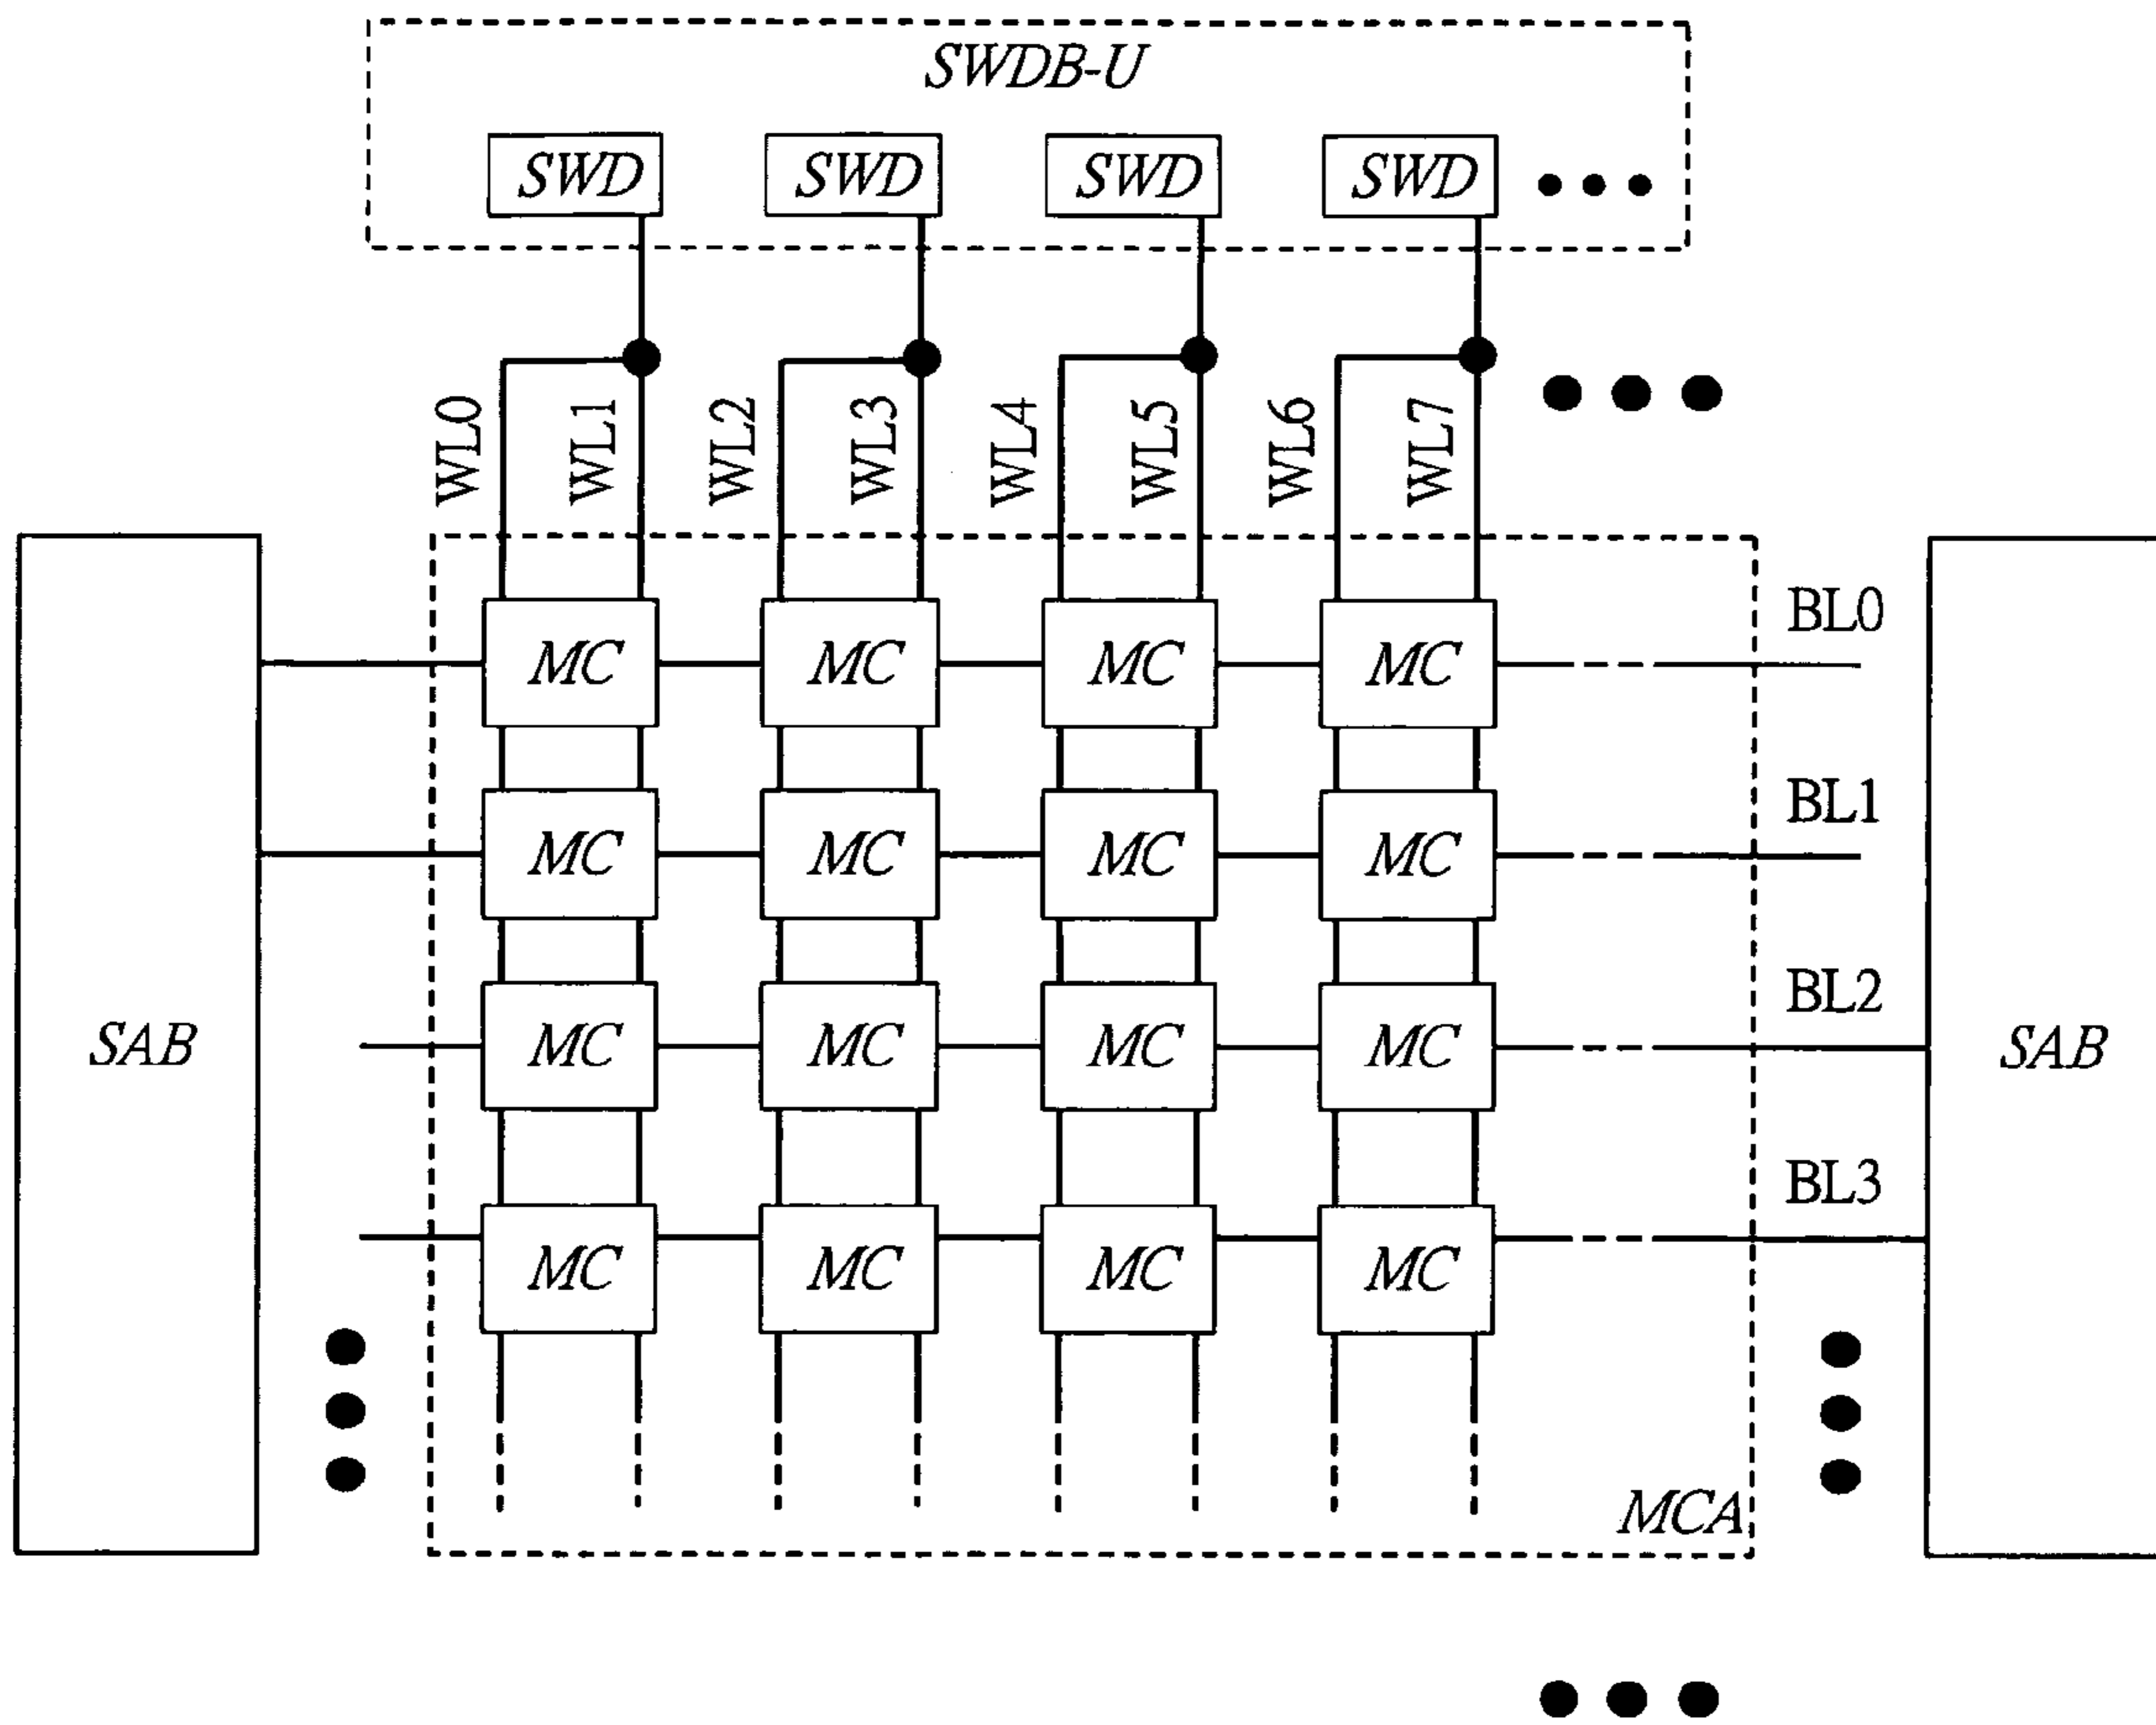 SWDB-U
SWD SWD SWD SWD
WL0 WL1 WL2 WL3 WL4 WL5 WL6 WL7
BL0
MC MC MC MC
BL1
MC MC MC MC
BL2
SAB MC MC MC MC SAB
BL3
MC MC MC MC
MCA